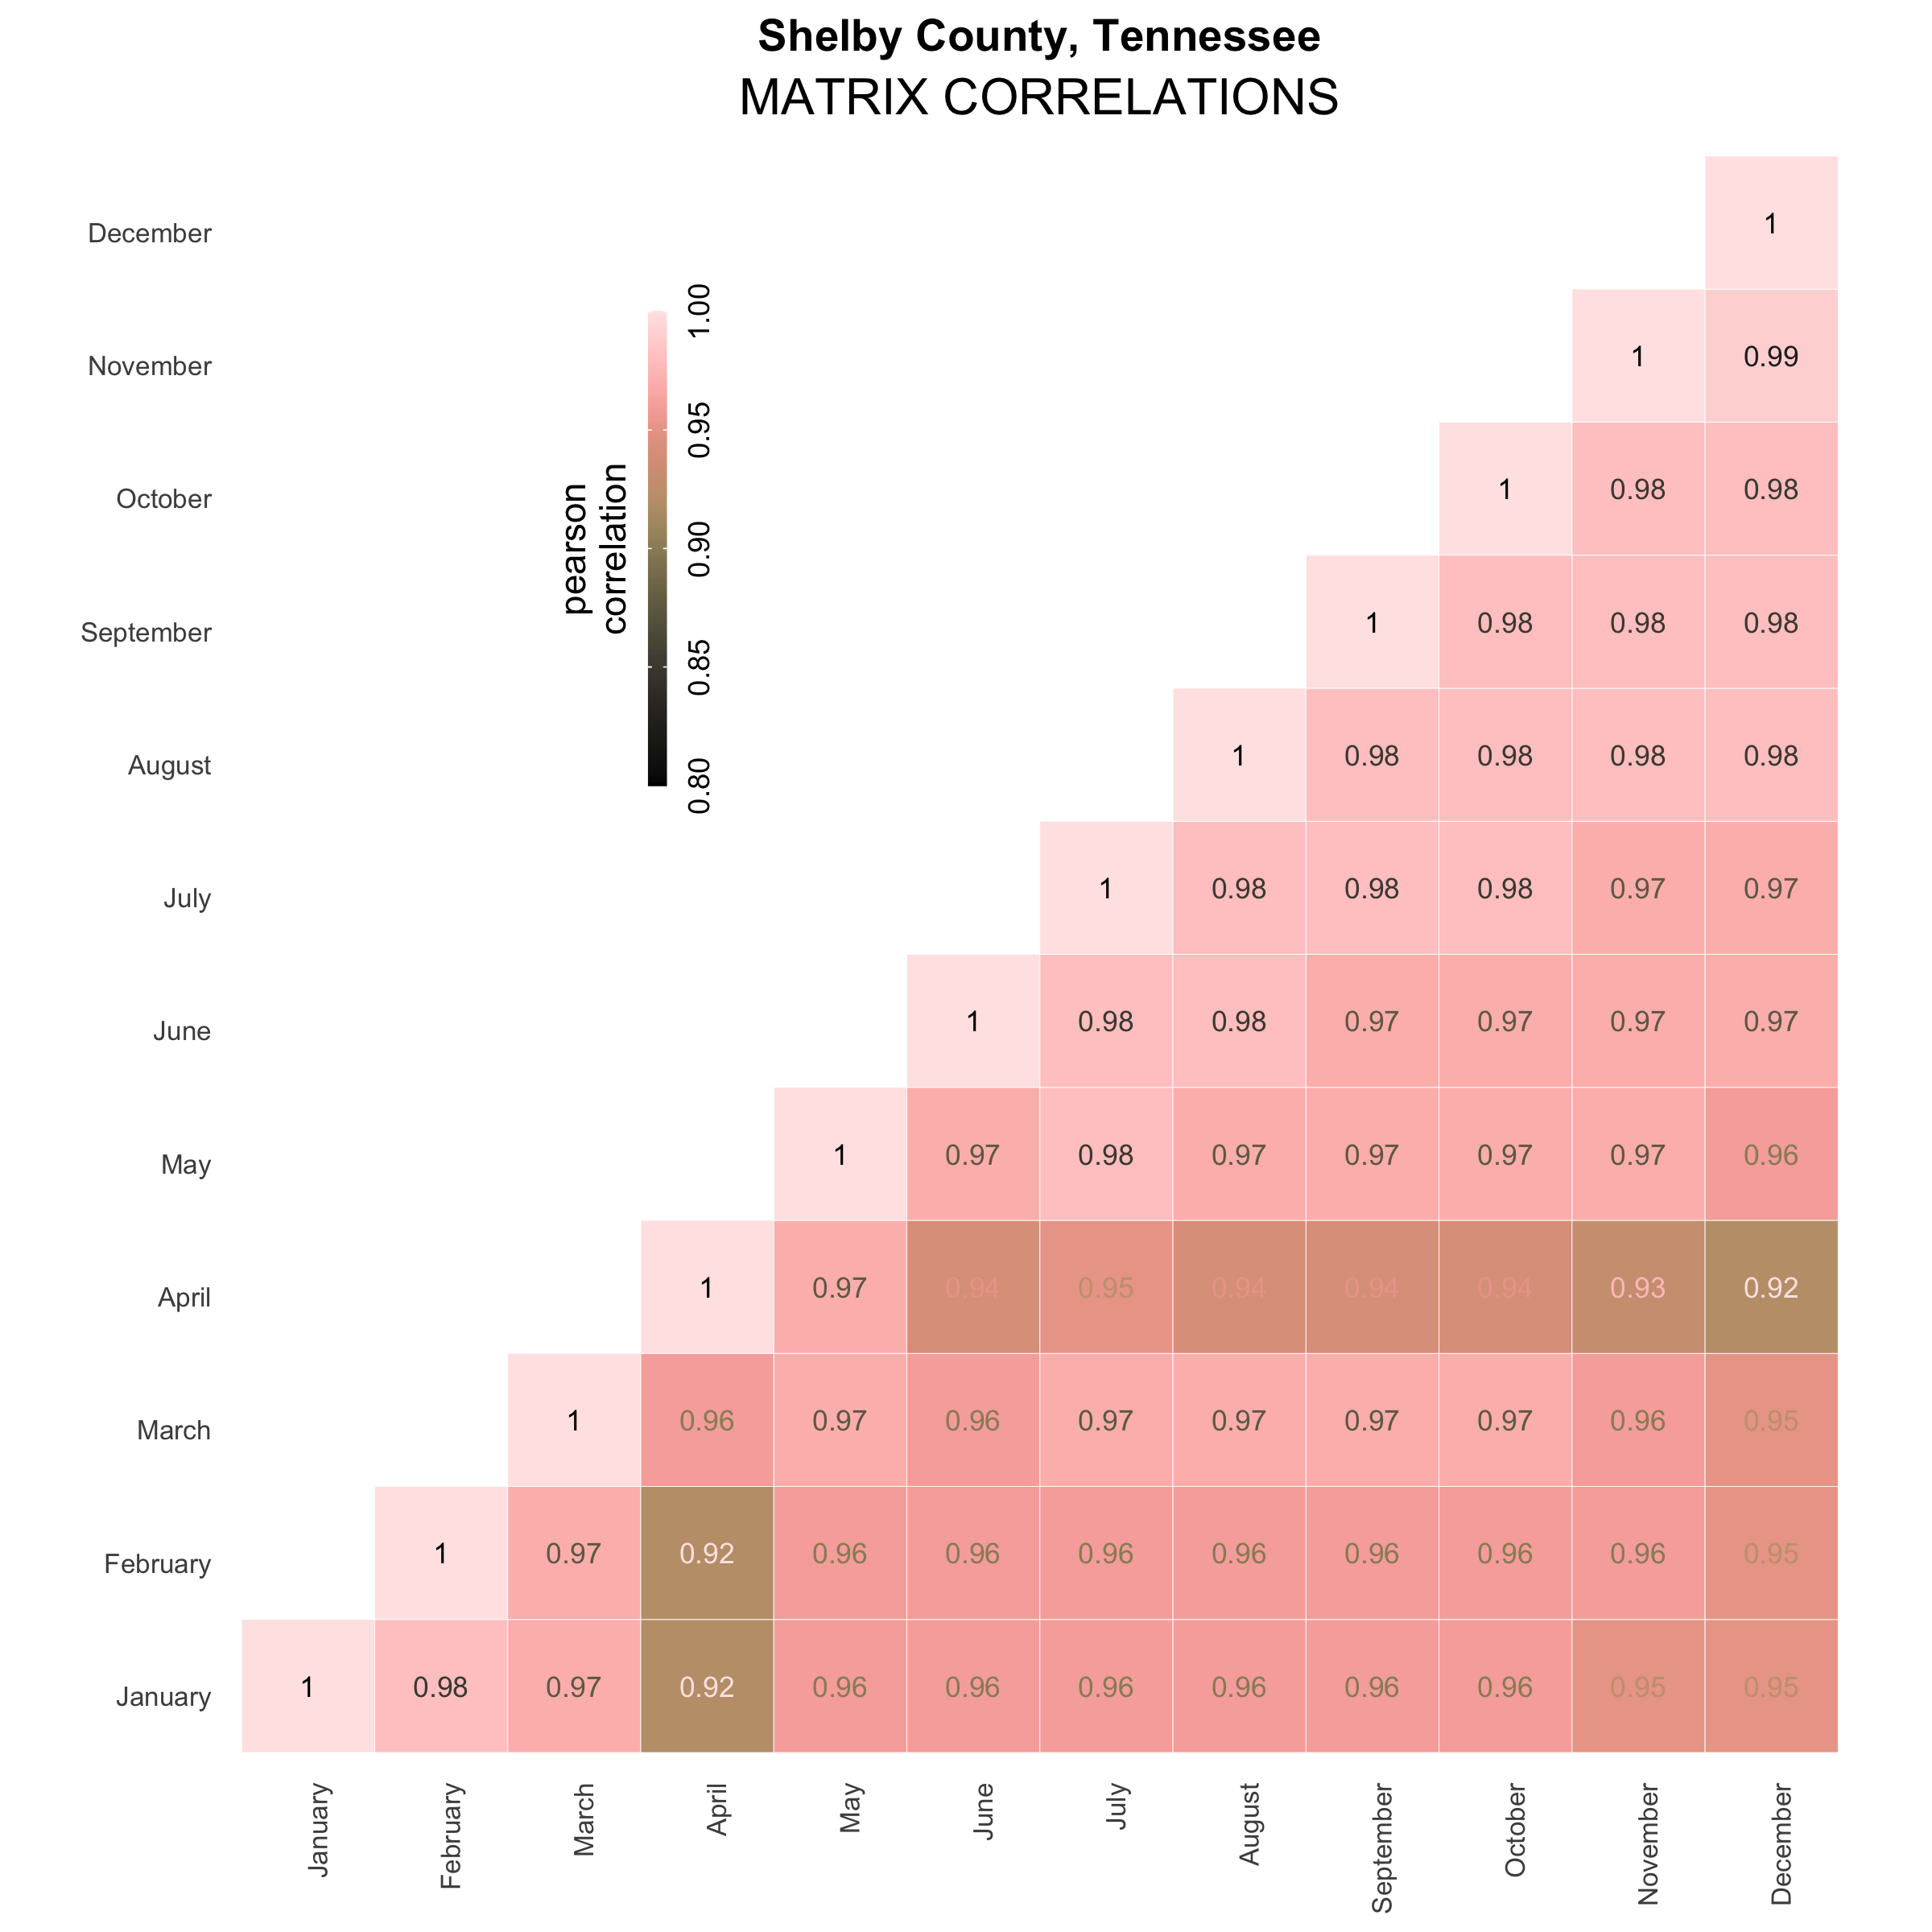 Shelby County, Tennessee
MATRIX CORRELATIONS
December 1
November 1 0.99
October 1 0.98 0.98
September 1 0.98 0.98 0.98
August 1 0.98 0.98 0.98 0.98
July 1 0.98 0.98 0.98 0.97 0.97
June 1 0.98 0.98 0.97 0.97 0.97 0.97
May 1 0.97 0.98 0.97 0.97 0.97 0.97 0.96
April 1 0.97 0.94 0.95 0.94 0.94 0.94 0.93 0.92
March 1 0.96 0.97 0.96 0.97 0.97 0.97 0.97 0.96 0.95
February 1 0.97 0.92 0.96 0.96 0.96 0.96 0.96 0.96 0.96 0.95
January 1 0.98 0.97 0.92 0.96 0.96 0.96 0.96 0.96 0.96 0.95 0.95
January February March April May June July August September October November December
pearson
correlation
0.80 0.85 0.90 0.95 1.00